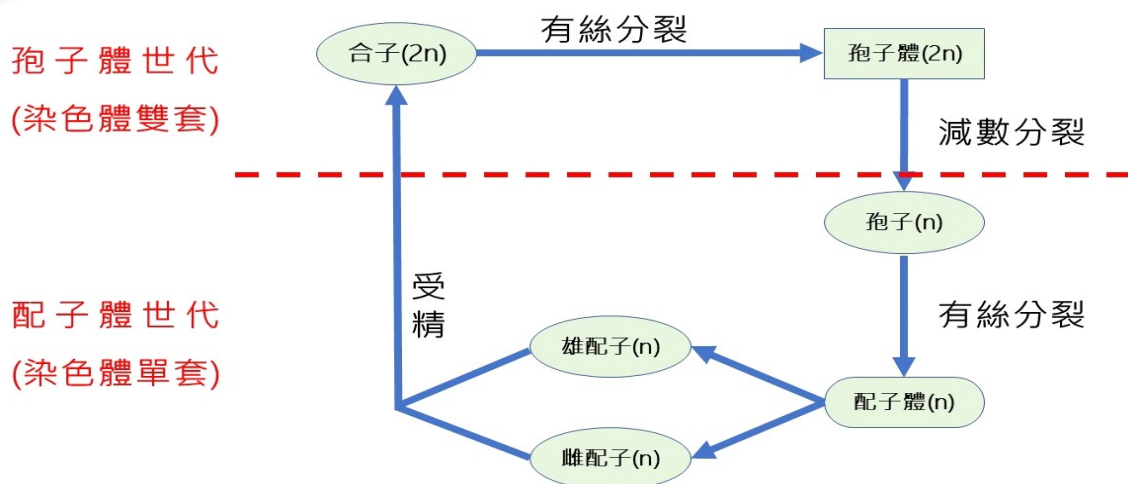 孢子體世代
(染色體雙套)
合子(2n)
有絲分裂
孢子體(2n)
減數分裂
孢子(n)
受
精
有絲分裂
配子體世代
(染色體單套)
雄配子(n)
配子體(n)
雌配子(n)